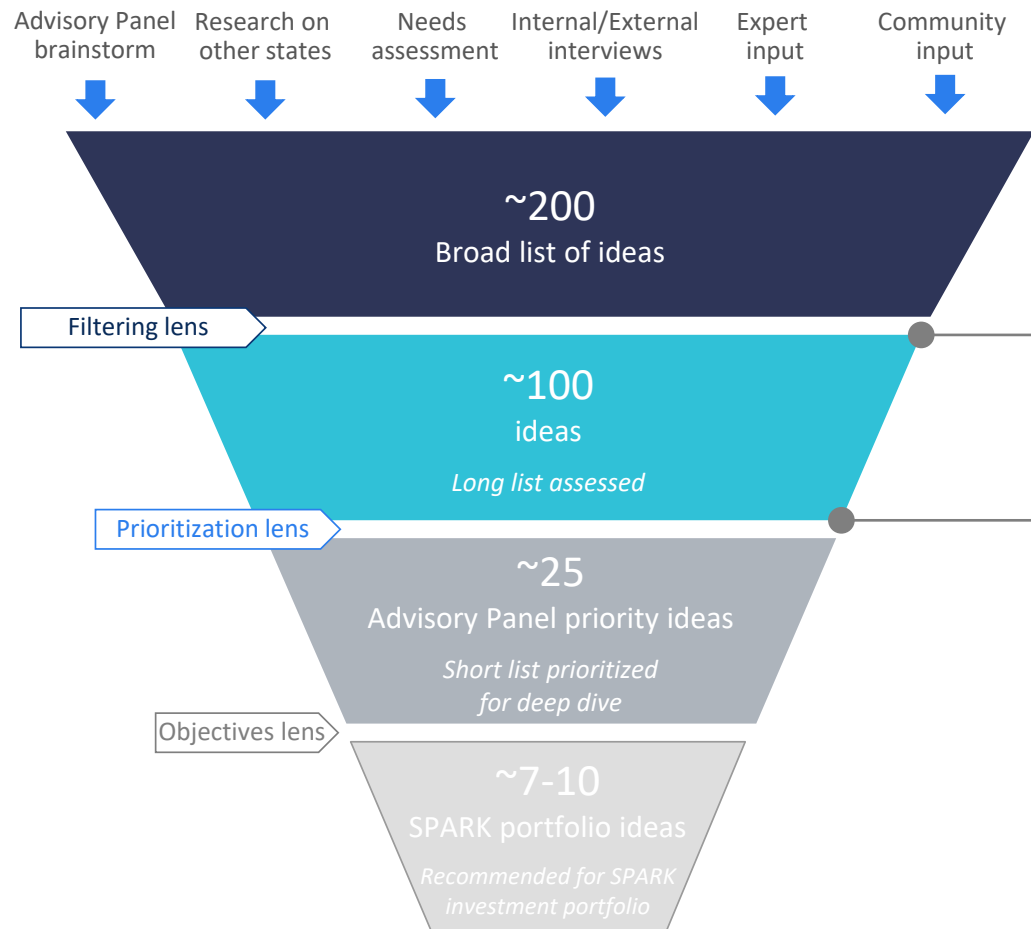 Advisory Panel
brainstorm
Research on
other states
Needs
assessment
Internal/External
interviews
Expert
input
Community
input
~200
Broad list of ideas
Filtering lens
~100
ideas
Long list assessed
Prioritization lens
~25
Advisory Panel priority ideas
Short list prioritized
for deep dive
Objectives lens
~7-10
SPARK portfolio ideas
Recommended for SPARK
investment portfolio